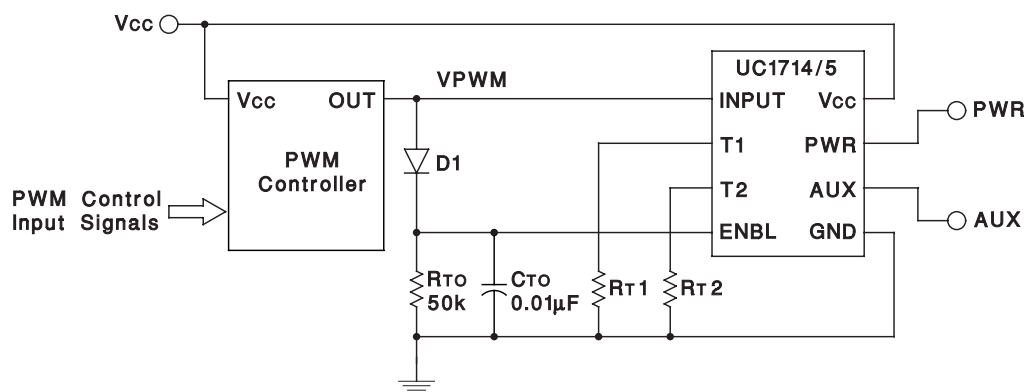 VCC
VPWM
UC1714/5
VCC OUT
INPUT VCC
PWR
T1 PWR
D1
PWM
Controller
PWM Control
Input Signals
T2 AUX
AUX
ENBL GND
RTO
50k
CTO
0.01µF
RT1
RT2